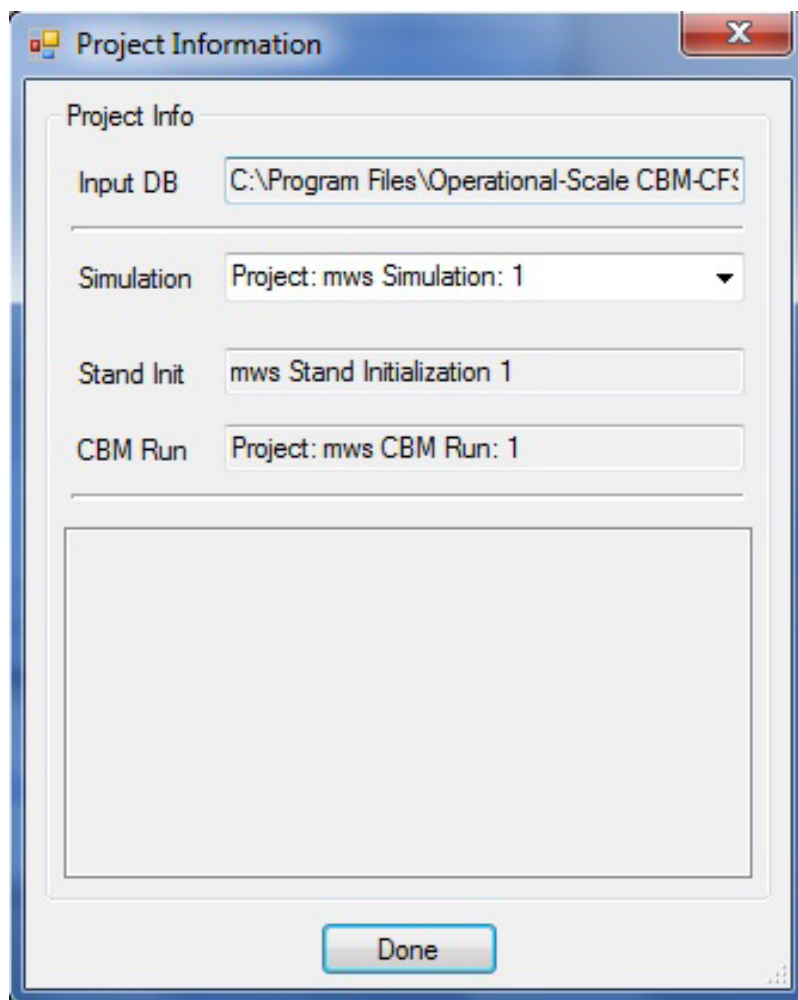 Project Information
Project Info
Input DB C:\Program Files\Operational-Scale CBM-CFS
Simulation Project: mws Simulation: 1
Stand Init mws Stand Initialization 1
CBM Run Project: mws CBM Run: 1
Done